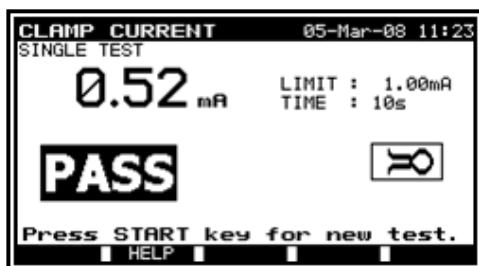 CLAMP CURRENT 05-Mar-08 11:23
SINGLE TEST
0.52 mA
LIMIT : 1.00mA
TIME : 10s
PASS
Press START key for new test.
HELP